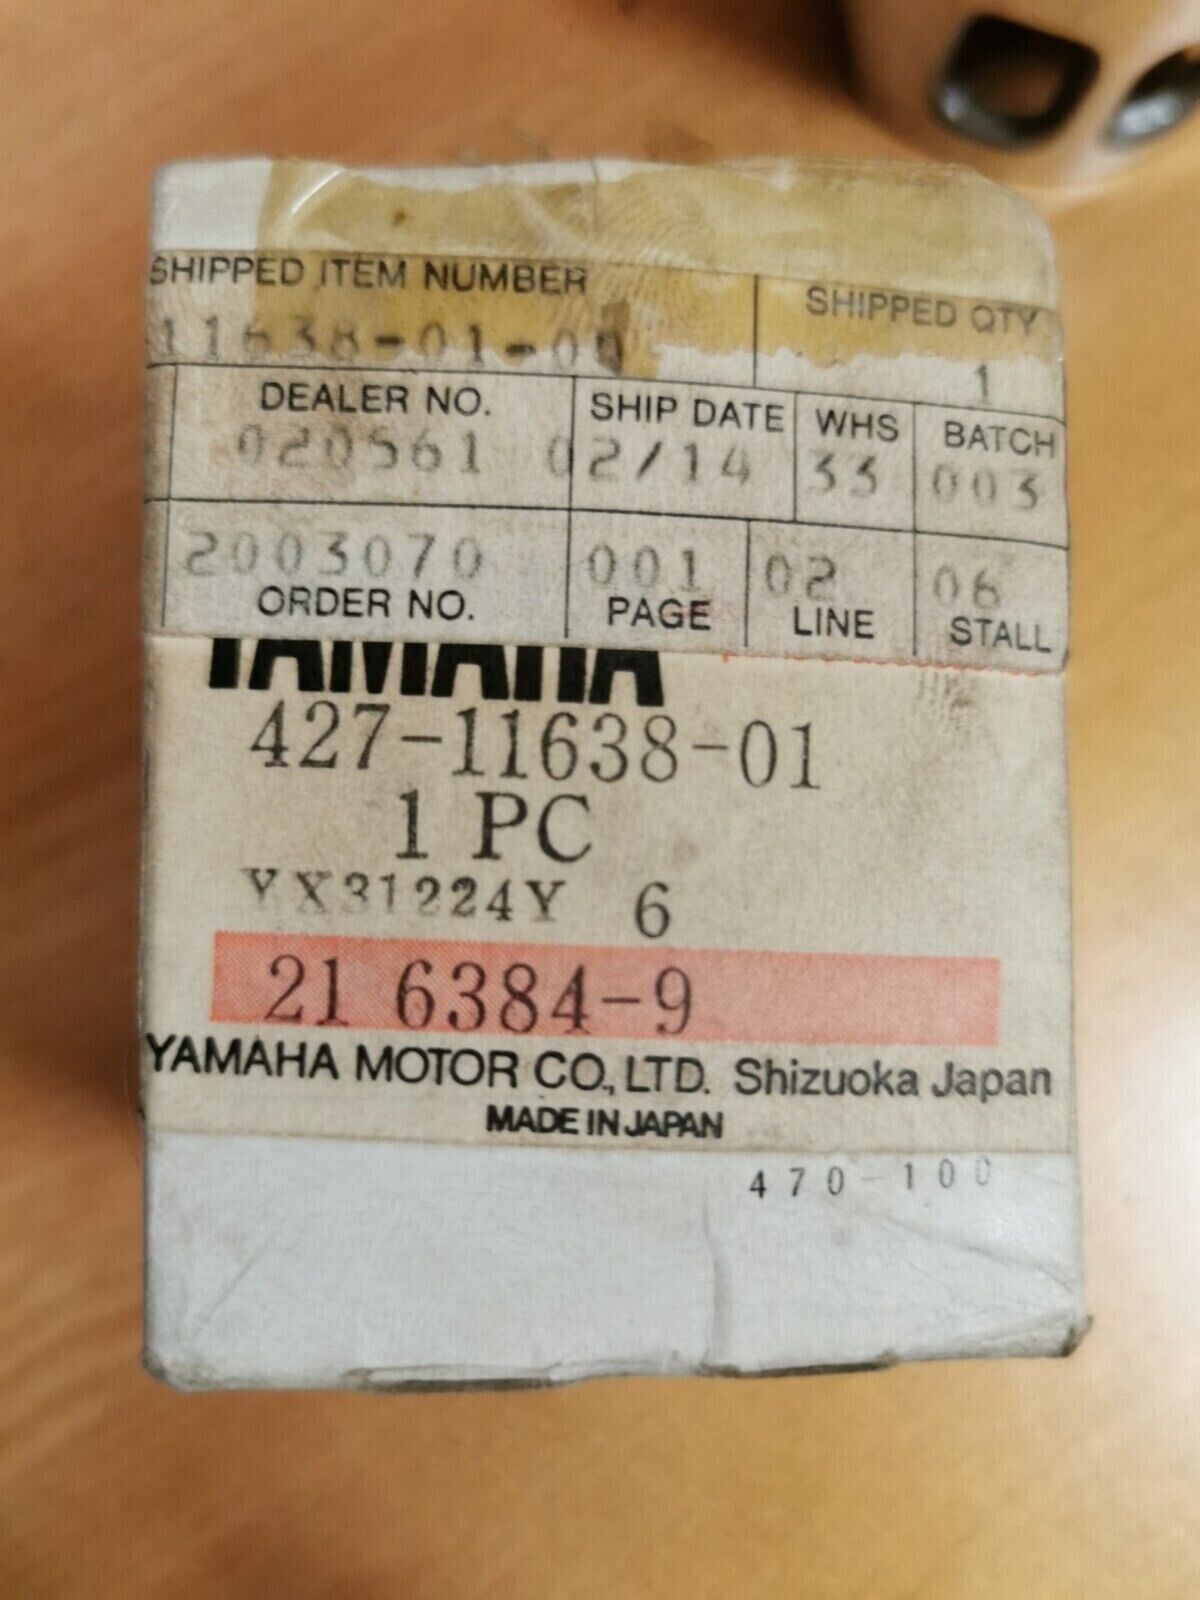 SHIPPED ITEM NUMBER SHIPPED QTY
11638-01-00 1
DEALER NO. SHIP DATE WHS BATCH
020561 02/14 33 003
2003070 001 02 06
ORDER NO. PAGE LINE STALL
YAMAHA
427-11638-01
1 PC
YX31224Y 6
21 6384-9
YAMAHA MOTOR CO., LTD. Shizuoka Japan
MADE IN JAPAN
470-100